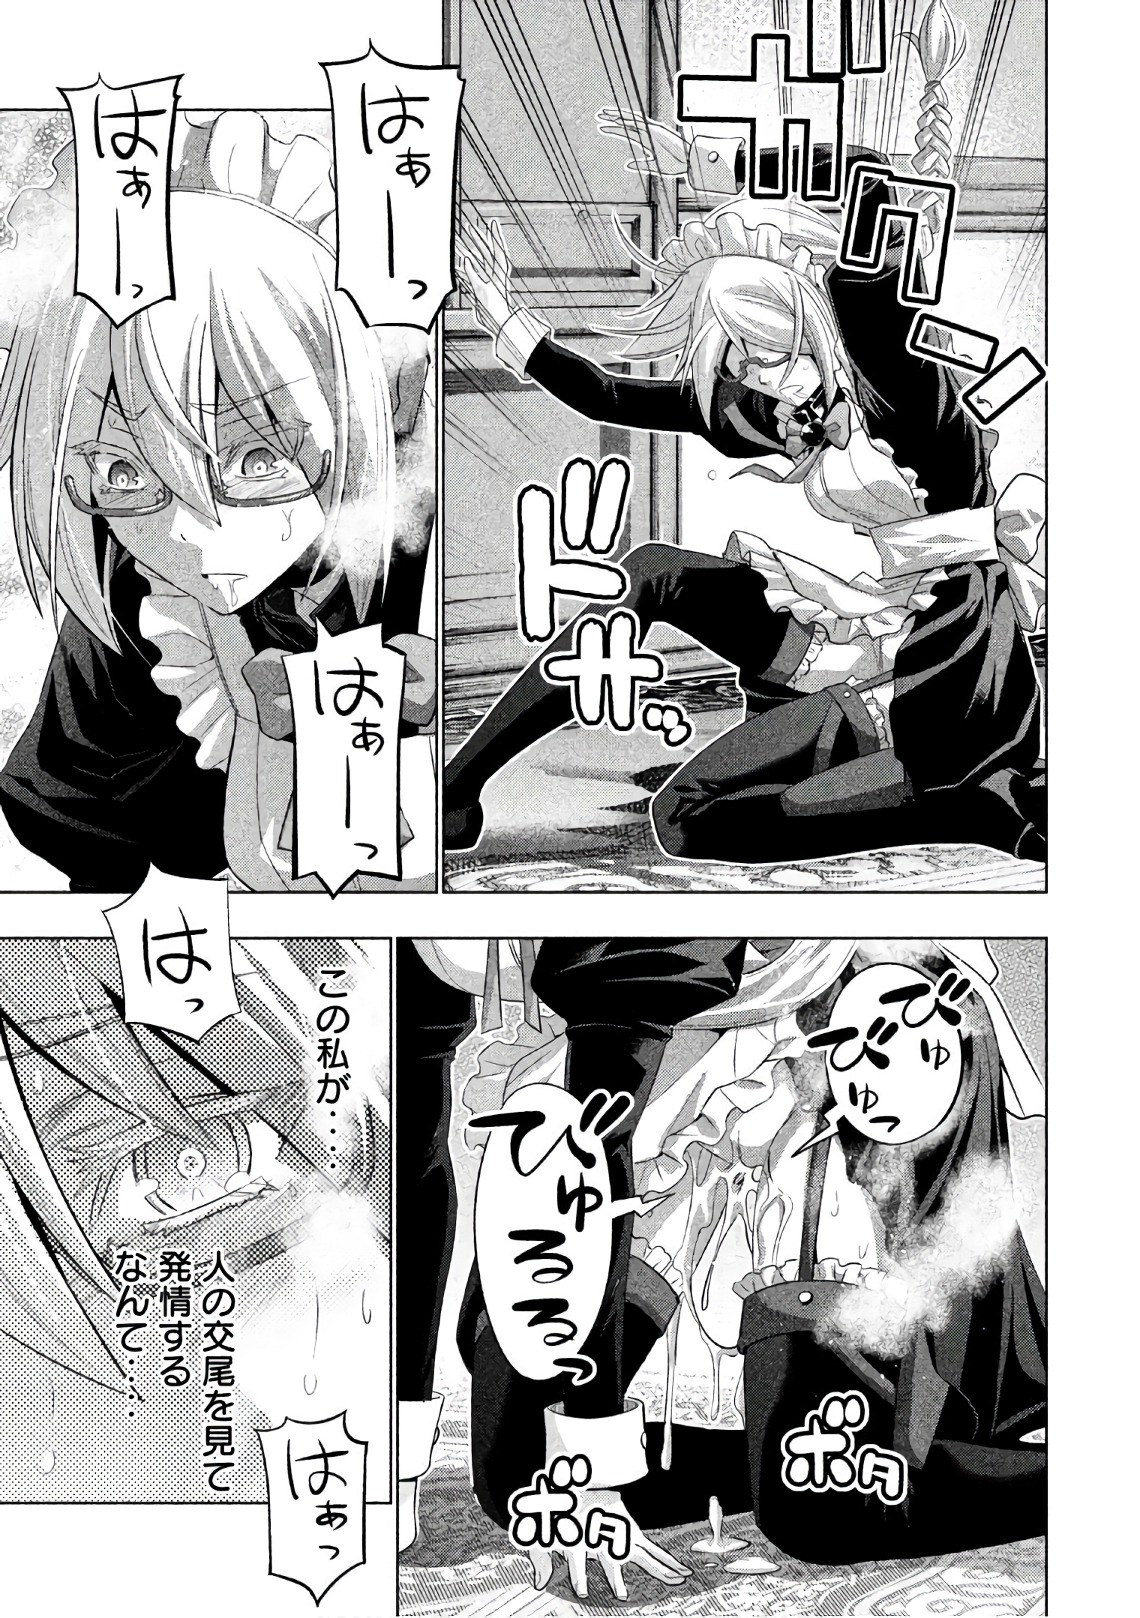 ガクンッ
ドサッ
はぁーっ
はぁーっ
はぁーっ
びゅ
びゅっ
びゅるるるっ
ボタ
ボタ
この私が‥‥
はっ
人の交尾を見て
発情する
なんて‥‥
はぁっ